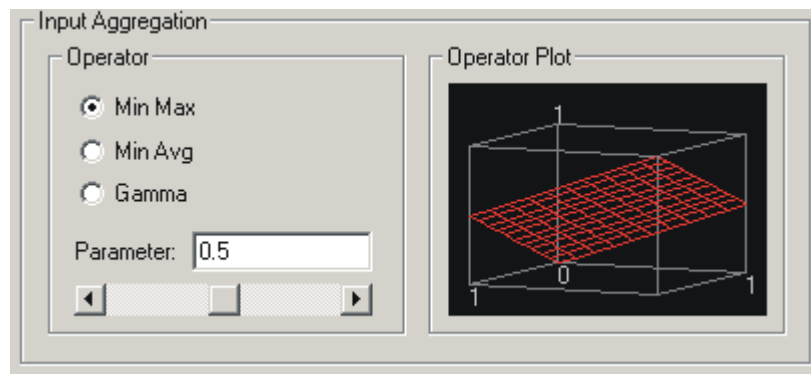 Input Aggregation
Operator
Min Max
Min Avg
Gamma
Parameter: 0.5
Operator Plot
1
0
1
1